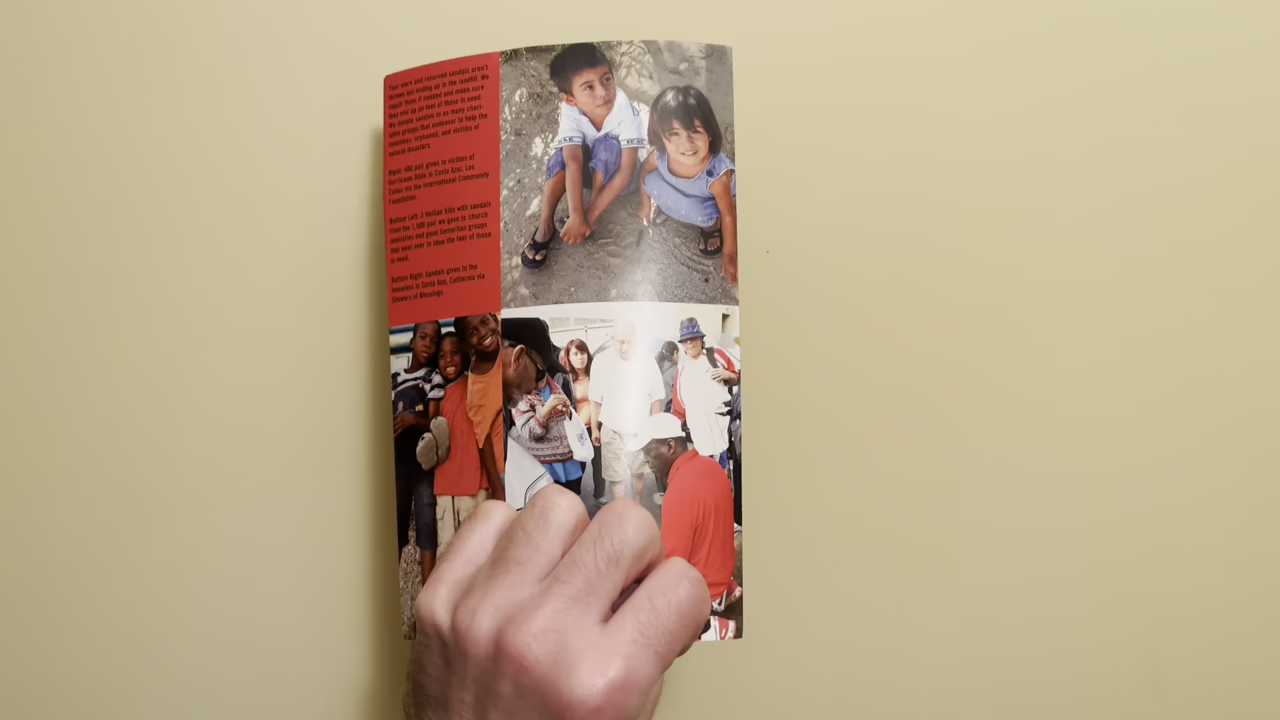 Your worn and returned sandals aren't
thrown out ending up in the landfill. We
repair them if needed and make sure
they end up on feet of those in need.
We donate sandals to as many chari-
table groups that endeavor to help the
homeless, orphaned, and victims of
natural disasters.
Right: 400 pair given to victims of
Hurricane Odile in Costa Azul, Los
Cabos via the International Community
Foundation.
Bottom Left: 3 Haitian kids with sandals
from the 1,500 pair we gave to church
ministries and good Samaritan groups
that went over to shoe the feet of those
in need.
Bottom Right: Sandals given to the
homeless in Santa Ana, California via
Showers of Blessings.